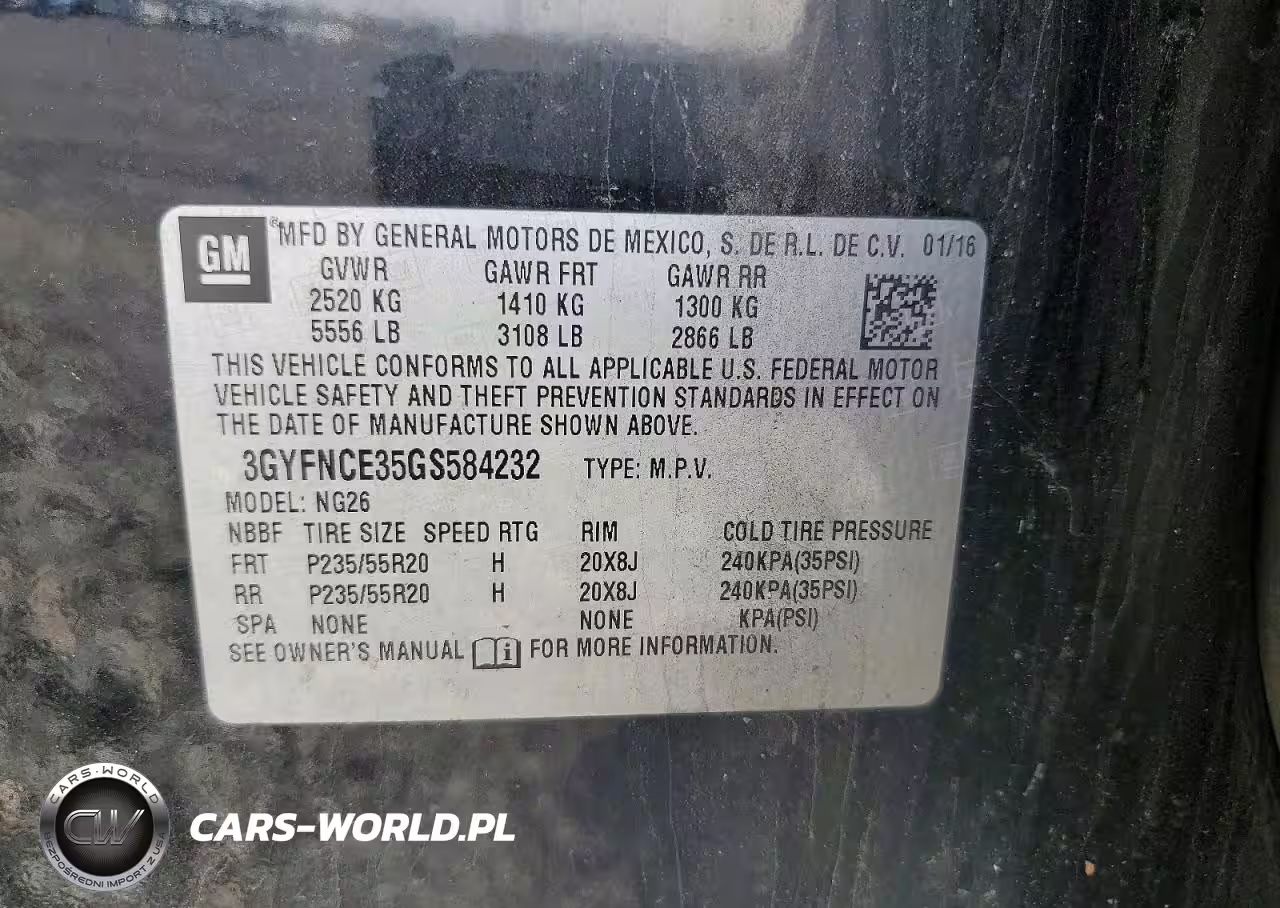 GM
® MFD BY GENERAL MOTORS DE MEXICO, S. DE R.L. DE C.V. 01/16
GVWR GAWR FRT GAWR RR
2520 KG 1410 KG 1300 KG
5556 LB 3108 LB 2866 LB
THIS VEHICLE CONFORMS TO ALL APPLICABLE U.S. FEDERAL MOTOR
VEHICLE SAFETY AND THEFT PREVENTION STANDARDS IN EFFECT ON
THE DATE OF MANUFACTURE SHOWN ABOVE.
3GYFNCE35GS584232 TYPE: M.P.V.
MODEL: NG26
NBBF TIRE SIZE SPEED RTG RIM COLD TIRE PRESSURE
FRT P235/55R20 H 20X8J 240KPA(35PSI)
RR P235/55R20 H 20X8J 240KPA(35PSI)
SPA NONE NONE KPA(PSI)
SEE OWNER'S MANUAL i FOR MORE INFORMATION.
CARS-WORLD
CW
BEZPOŚREDNI IMPORT Z USA
CARS-WORLD.PL